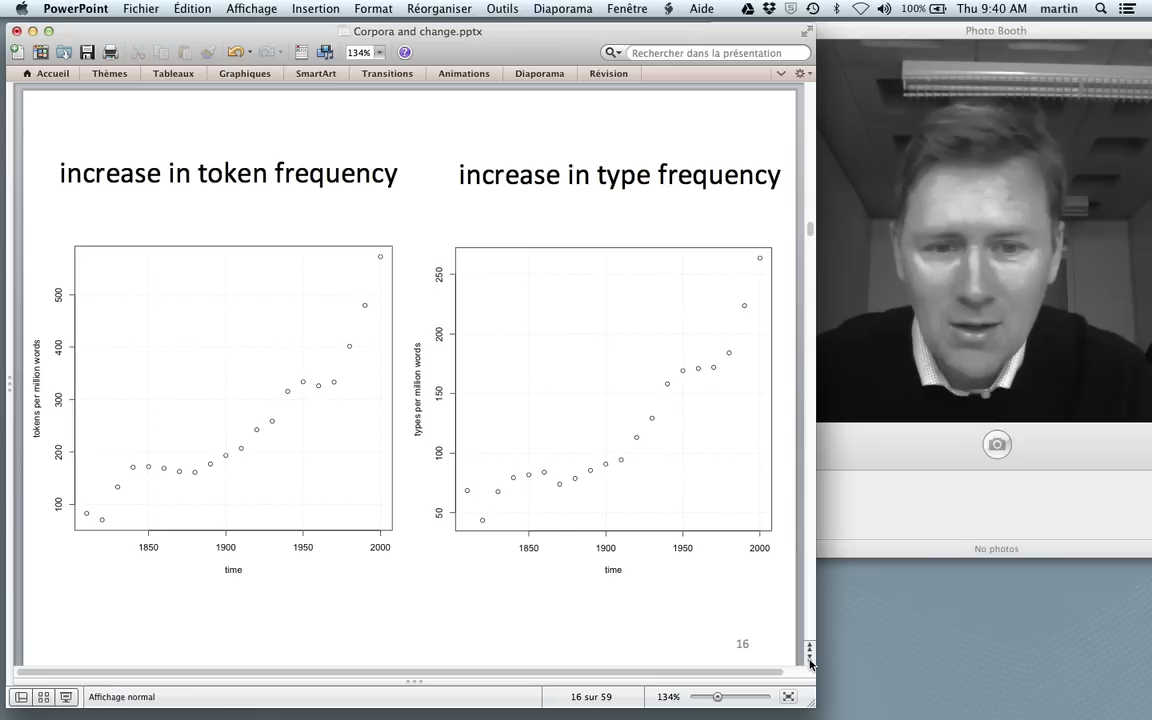 PowerPoint Fichier Édition Affichage Insertion Format Réorganiser Outils Diaporama Fenêtre Aide 100% Thu 9:40 AM martin
Corpora and change.pptx
Photo Booth
134% Rechercher dans la présentation
Accueil Thèmes Tableaux Graphiques SmartArt Transitions Animations Diaporama Révision
increase in token frequency
increase in type frequency
tokens per million words
500
400
300
200
100
1850 1900 1950 2000
time
types per million words
250
200
150
100
50
1850 1900 1950 2000
time
16
No photos
Affichage normal 16 sur 59 134%